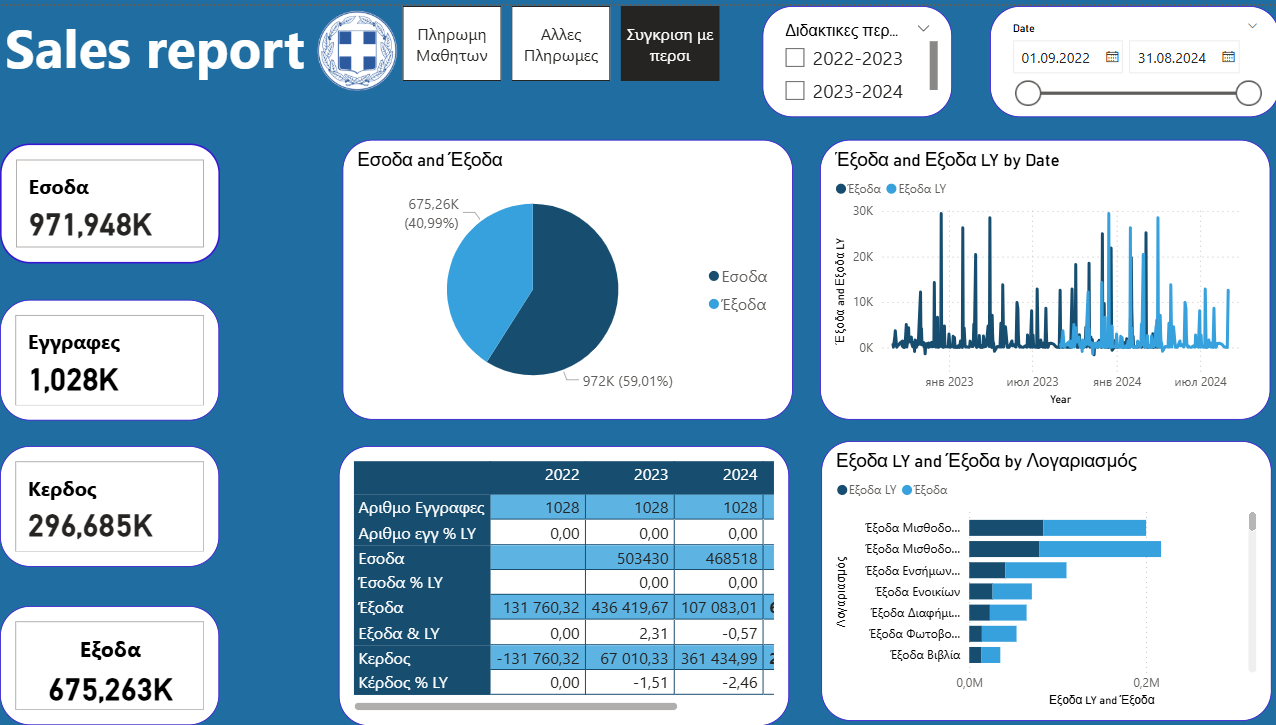 Sales report
Πληρωμη
Μαθητων
Αλλες
Πληρωμες
Συγκριση με
περσι
Διδακτικες περ...
2022-2023
2023-2024
Date
01.09.2022
31.08.2024
Εσοδα
971,948K
Εγγραφες
1,028K
Κερδος
296,685K
Εξοδα
675,263K
Εσοδα and Έξοδα
675,26K
(40,99%)
972K (59,01%)
Εσοδα
Έξοδα
Έξοδα and Εξοδα LY by Date
Έξοδα Εξοδα LY
Έξοδα and Εξοδα LY
30K
20K
10K
0K
янв 2023 июл 2023 янв 2024 июл 2024
Year
2022 2023 2024
Αριθμο Εγγραφες 1028 1028 1028
Αριθμο εγγ % LY 0,00 0,00 0,00
Εσοδα 503430 468518
Έσοδα % LY 0,00 0,00
Έξοδα 131 760,32 436 419,67 107 083,01
Εξοδα & LY 0,00 2,31 -0,57
Κερδος -131 760,32 67 010,33 361 434,99
Κέρδος % LY 0,00 -1,51 -2,46
Εξοδα LY and Έξοδα by Λογαριασμός
Εξοδα LY Έξοδα
Λογαριασμος
Έξοδα Μισθοδο...
Έξοδα Μισθοδο...
Έξοδα Ενσήμων...
Έξοδα Ενοικίων
Έξοδα Διαφήμι...
Έξοδα Φωτοβο...
Έξοδα Βιβλία
0,0M 0,2M
Εξοδα LY and Έξοδα